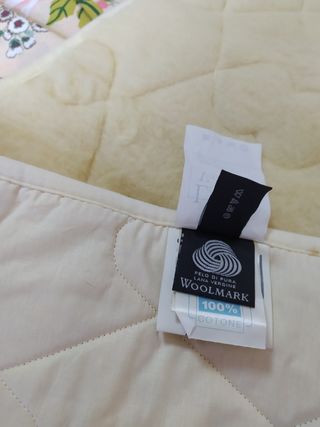 PELO DI PURA
LANA VERGINE
WOOLMARK
100%
COTONE